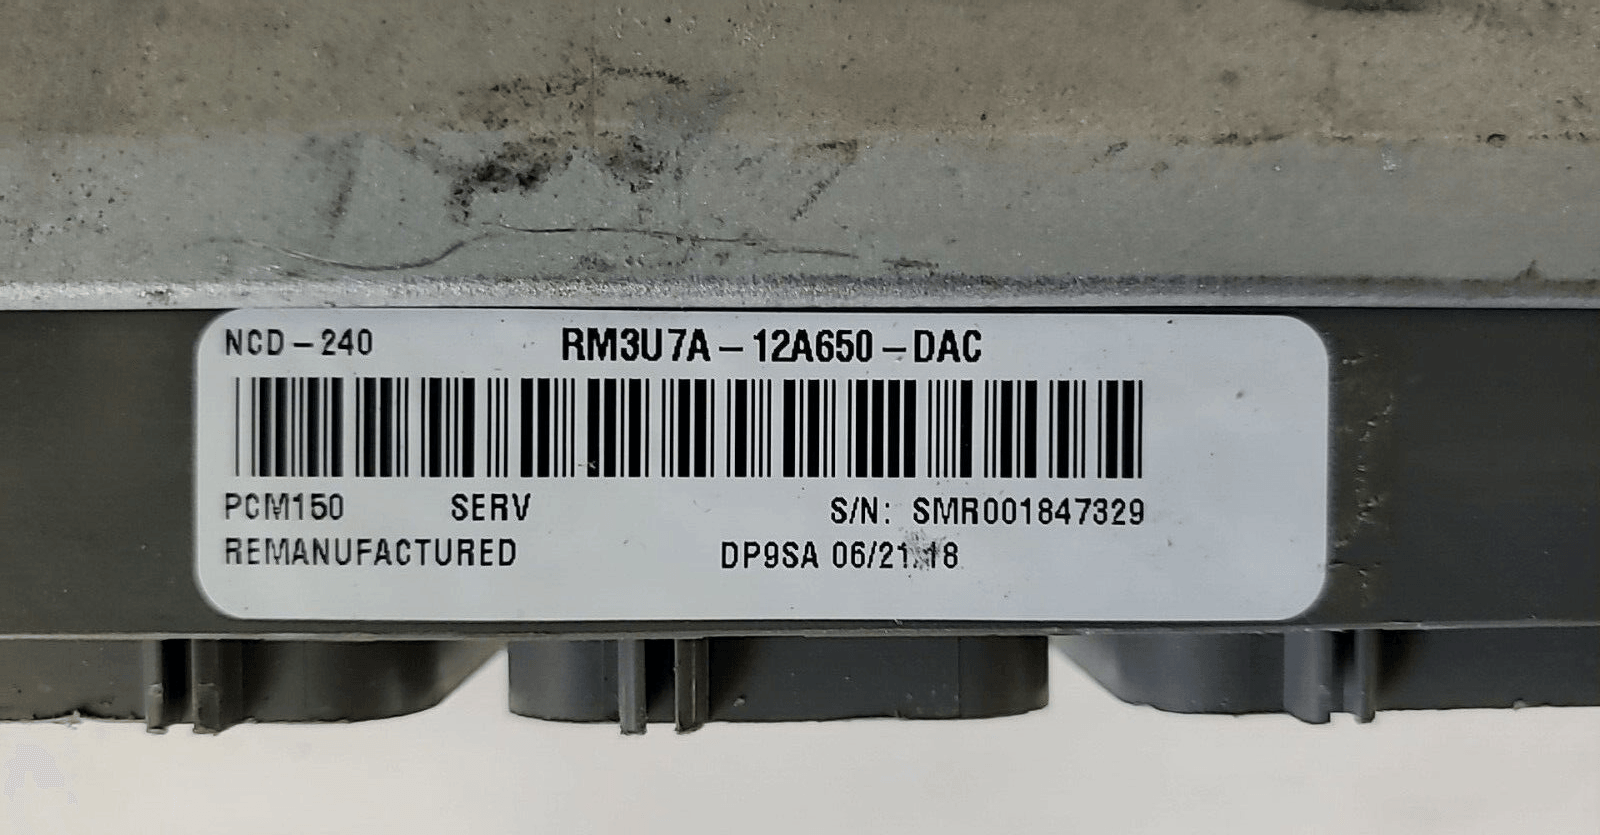 NCD-240 RM3U7A-12A650-DAC
PCM150 SERV S/N: SMR001847329
REMANUFACTURED DP9SA 06/21/18